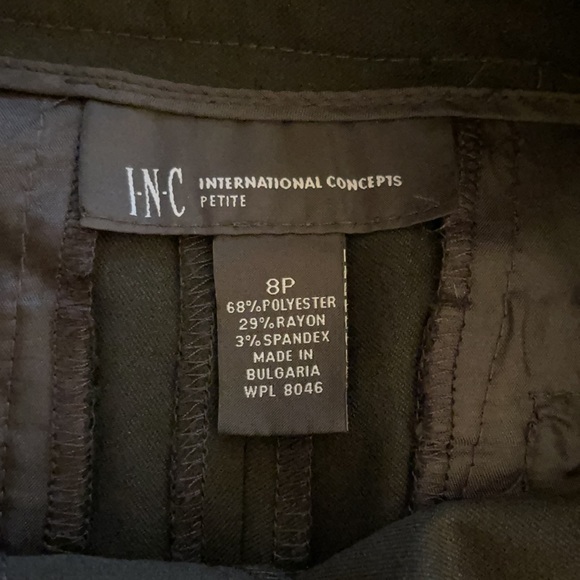 I·N·C INTERNATIONAL CONCEPTS
PETITE
8P
68%POLYESTER
29%RAYON
3%SPANDEX
MADE IN
BULGARIA
WPL 8046